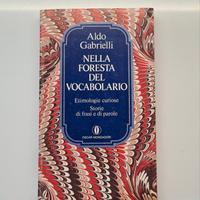 Aldo
Gabrielli
NELLA
FORESTA
DEL
VOCABOLARIO
Etimologie curiose
Storie
di frasi e di parole
OSCAR MONDADORI